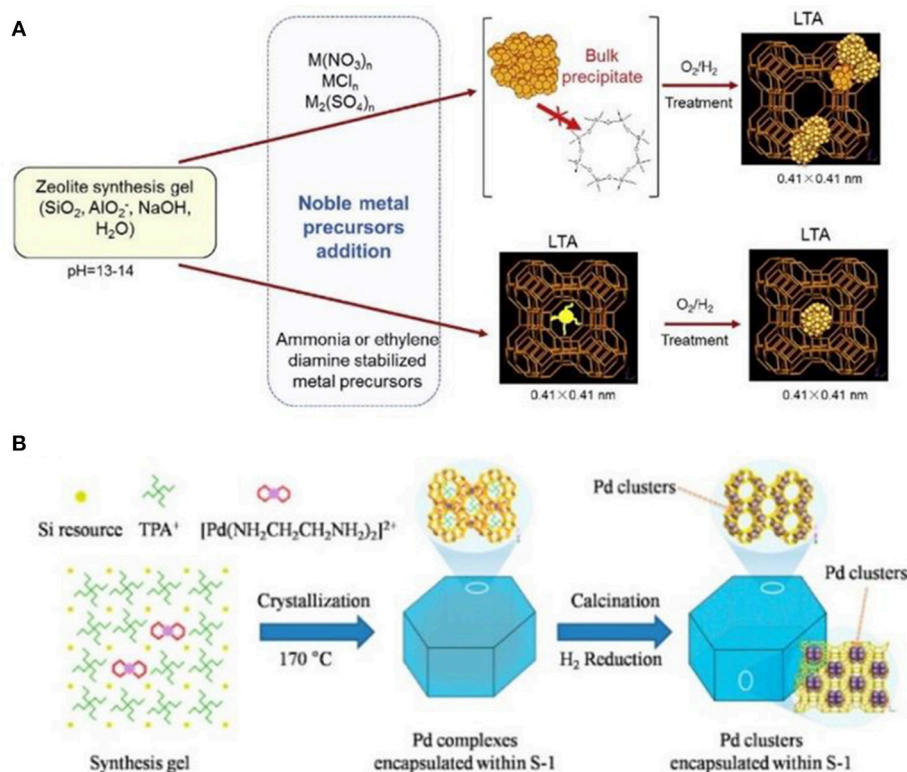 A
M(NO₃)ₙ
MClₙ
M₂(SO₄)ₙ
Noble metal
precursors
addition
Ammonia or ethylene
diamine stabilized
metal precursors
Zeolite synthesis gel
(SiO₂, AlO₂⁻, NaOH,
H₂O)
pH=13-14
Bulk
precipitate
O₂/H₂
Treatment
LTA
0.41×0.41 nm
LTA
0.41×0.41 nm
O₂/H₂
Treatment
LTA
0.41×0.41 nm
B
Si resource
TPA⁺
[Pd(NH₂CH₂CH₂NH₂)₂]²⁺
Synthesis gel
Crystallization
170 °C
Pd complexes
encapsulated within S-1
Calcination
H₂ Reduction
Pd clusters
Pd clusters
Pd clusters
encapsulated within S-1